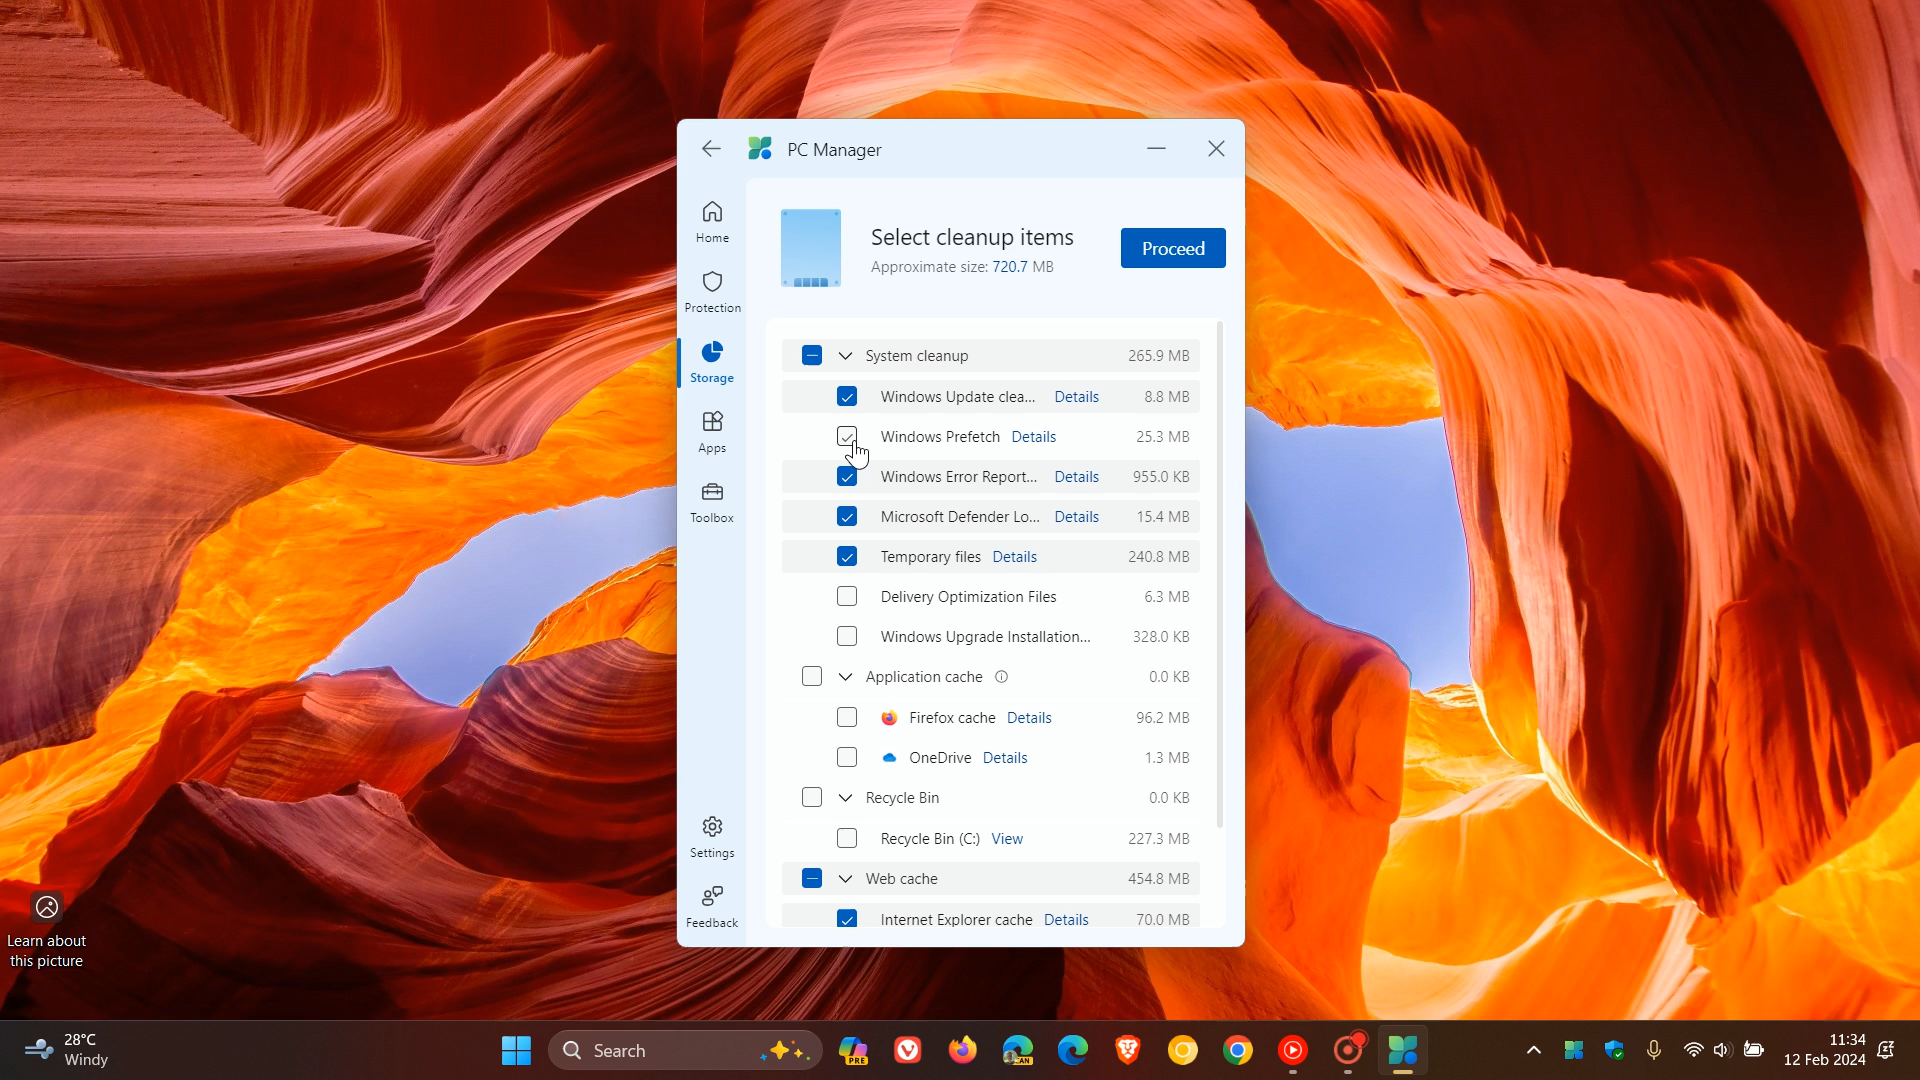 PC Manager
Home
Protection
Storage
Apps
Toolbox
Settings
Feedback
Select cleanup items
Approximate size: 720.7 MB
Proceed
System cleanup 265.9 MB
Windows Update clea... Details 8.8 MB
Windows Prefetch Details 25.3 MB
Windows Error Report... Details 955.0 KB
Microsoft Defender Lo... Details 15.4 MB
Temporary files Details 240.8 MB
Delivery Optimization Files 6.3 MB
Windows Upgrade Installation... 328.0 KB
Application cache 0.0 KB
Firefox cache Details 96.2 MB
OneDrive Details 1.3 MB
Recycle Bin 0.0 KB
Recycle Bin (C:) View 227.3 MB
Web cache 454.8 MB
Internet Explorer cache Details 70.0 MB
Learn about
this picture
28°C
Windy
Search
PRE
CAN
11:34
12 Feb 2024